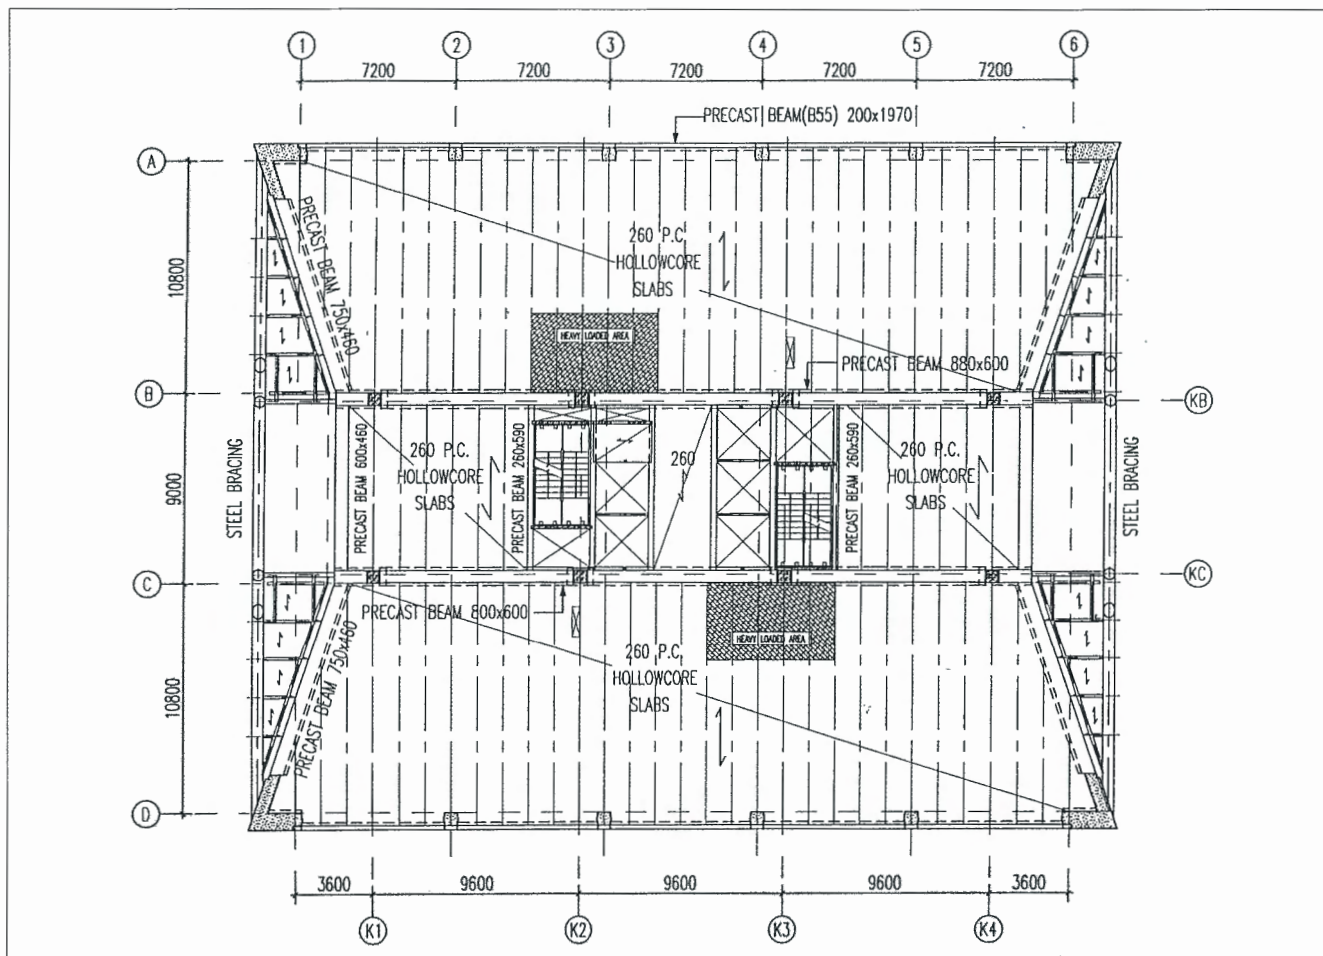 1 2 3 4 5 6
7200 7200 7200 7200 7200
PRECAST BEAM(B55) 200x1970
A
PRECAST BEAM 750x460
260 P.C.
HOLLOWCORE
SLABS
10800
HEAVY LOADED AREA
PRECAST BEAM 880x600
B
KB
STEEL BRACING
9000
PRECAST BEAM 600x460
260 P.C.
HOLLOWCORE
SLABS
PRECAST BEAM 260x590
260
PRECAST BEAM 260x590
260 P.C.
HOLLOWCORE
SLABS
STEEL BRACING
C
KC
PRECAST BEAM 800x600
HEAVY LOADED AREA
PRECAST BEAM 750x460
260 P.C.
HOLLOWCORE
SLABS
10800
D
3600 9600 9600 9600 3600
K1 K2 K3 K4